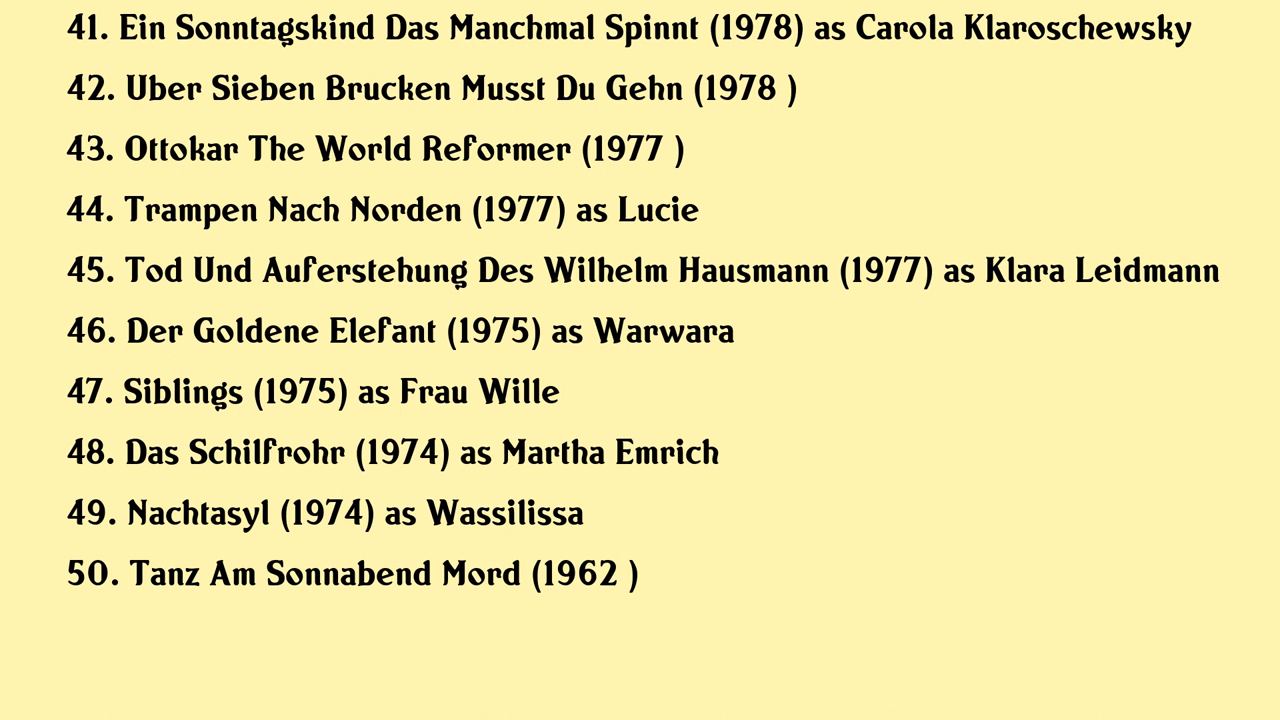 41. Ein Sonntagskind Das Manchmal Spinnt (1978) as Carola Klaroschewsky
42. Uber Sieben Brucken Musst Du Gehn (1978 )
43. Ottokar The World Reformer (1977 )
44. Trampen Nach Norden (1977) as Lucie
45. Tod Und Auferstehung Des Wilhelm Hausmann (1977) as Klara Leidmann
46. Der Goldene Elefant (1975) as Warwara
47. Siblings (1975) as Frau Wille
48. Das Schilfrohr (1974) as Martha Emrich
49. Nachtasyl (1974) as Wassilissa
50. Tanz Am Sonnabend Mord (1962 )